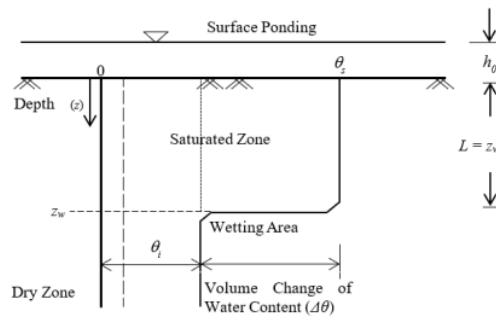 Surface Ponding
0
θs
h0
Depth (z)
Saturated Zone
L = z
zw
Wetting Area
θi
Dry Zone
Volume Change of
Water Content (Δθ)